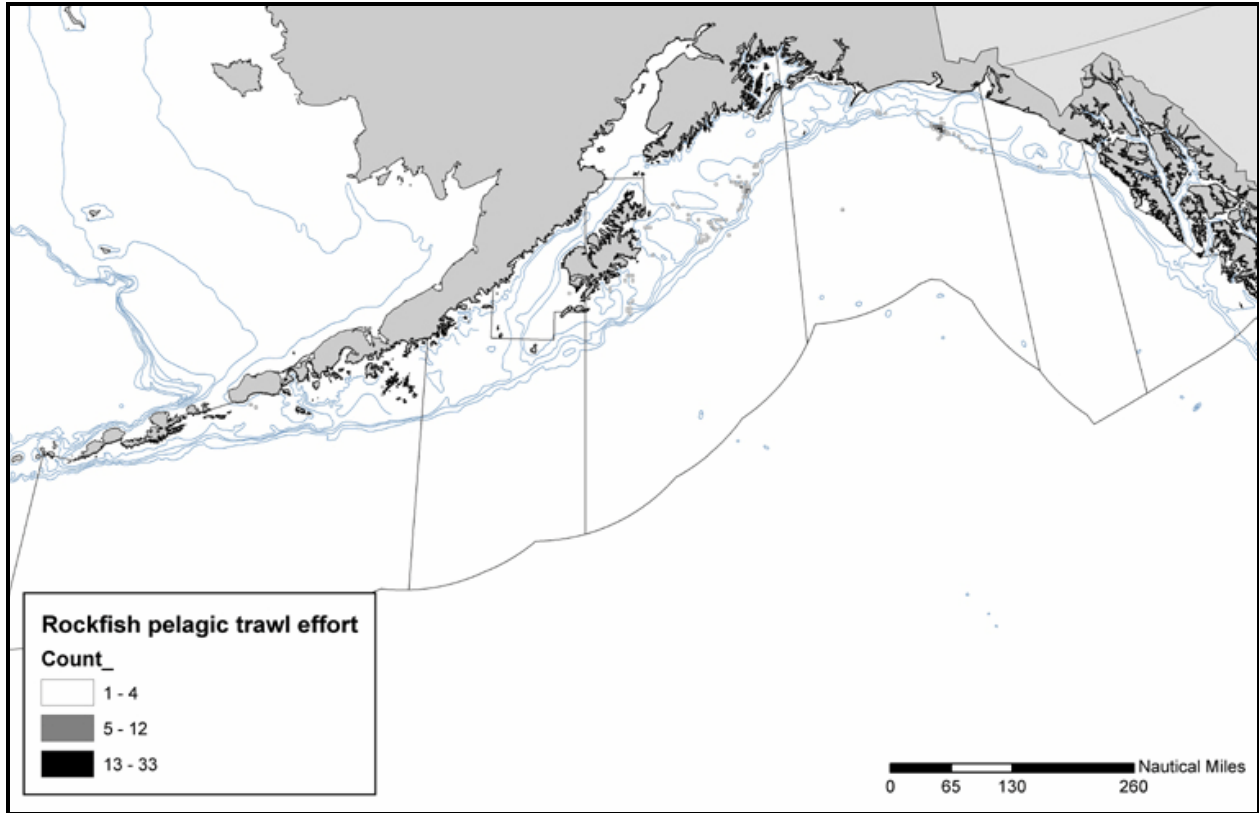 Rockfish pelagic trawl effort
Count_
1 - 4
5 - 12
13 - 33
Nautical Miles
0 65 130 260